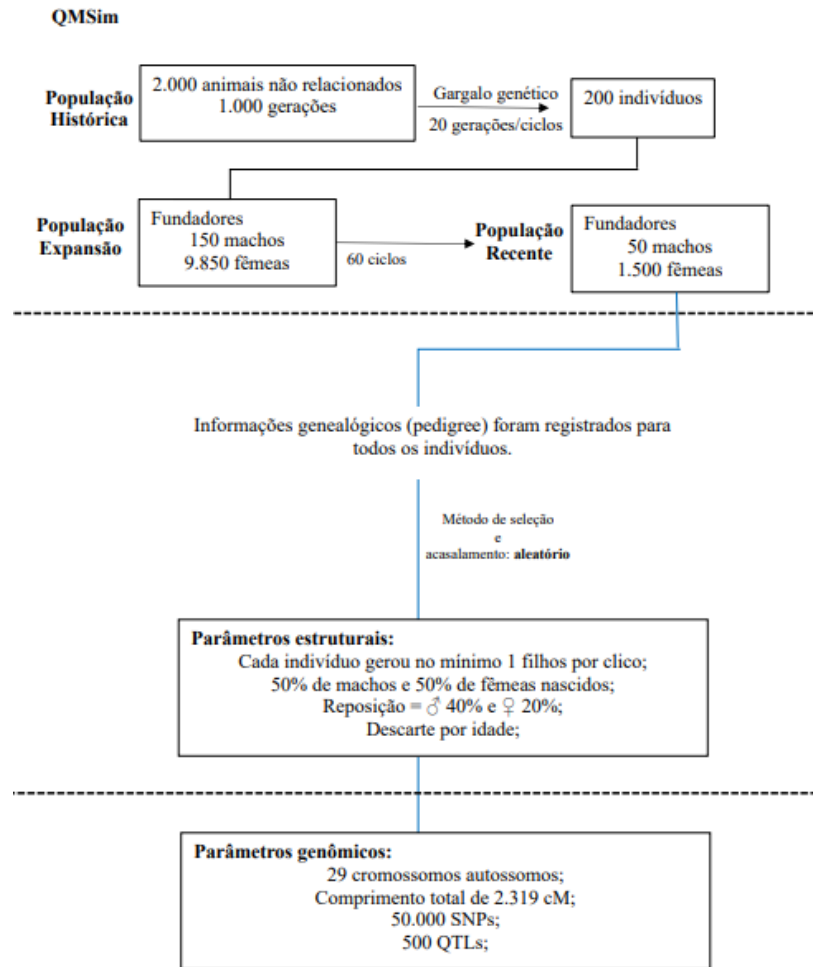 QMSim
População
Histórica
2.000 animais não relacionados
1.000 gerações
Gargalo genético
20 gerações/ciclos
200 indivíduos
População
Expansão
Fundadores
150 machos
9.850 fêmeas
60 ciclos
População
Recente
Fundadores
50 machos
1.500 fêmeas
Informações genealógicos (pedigree) foram registrados para
todos os indivíduos.
Método de seleção
e
acasalamento: aleatório
Parâmetros estruturais:
Cada indivíduo gerou no mínimo 1 filhos por clico;
50% de machos e 50% de fêmeas nascidos;
Reposição = ♂ 40% e ♀ 20%;
Descarte por idade;
Parâmetros genômicos:
29 cromossomos autossomos;
Comprimento total de 2.319 cM;
50.000 SNPs;
500 QTLs;